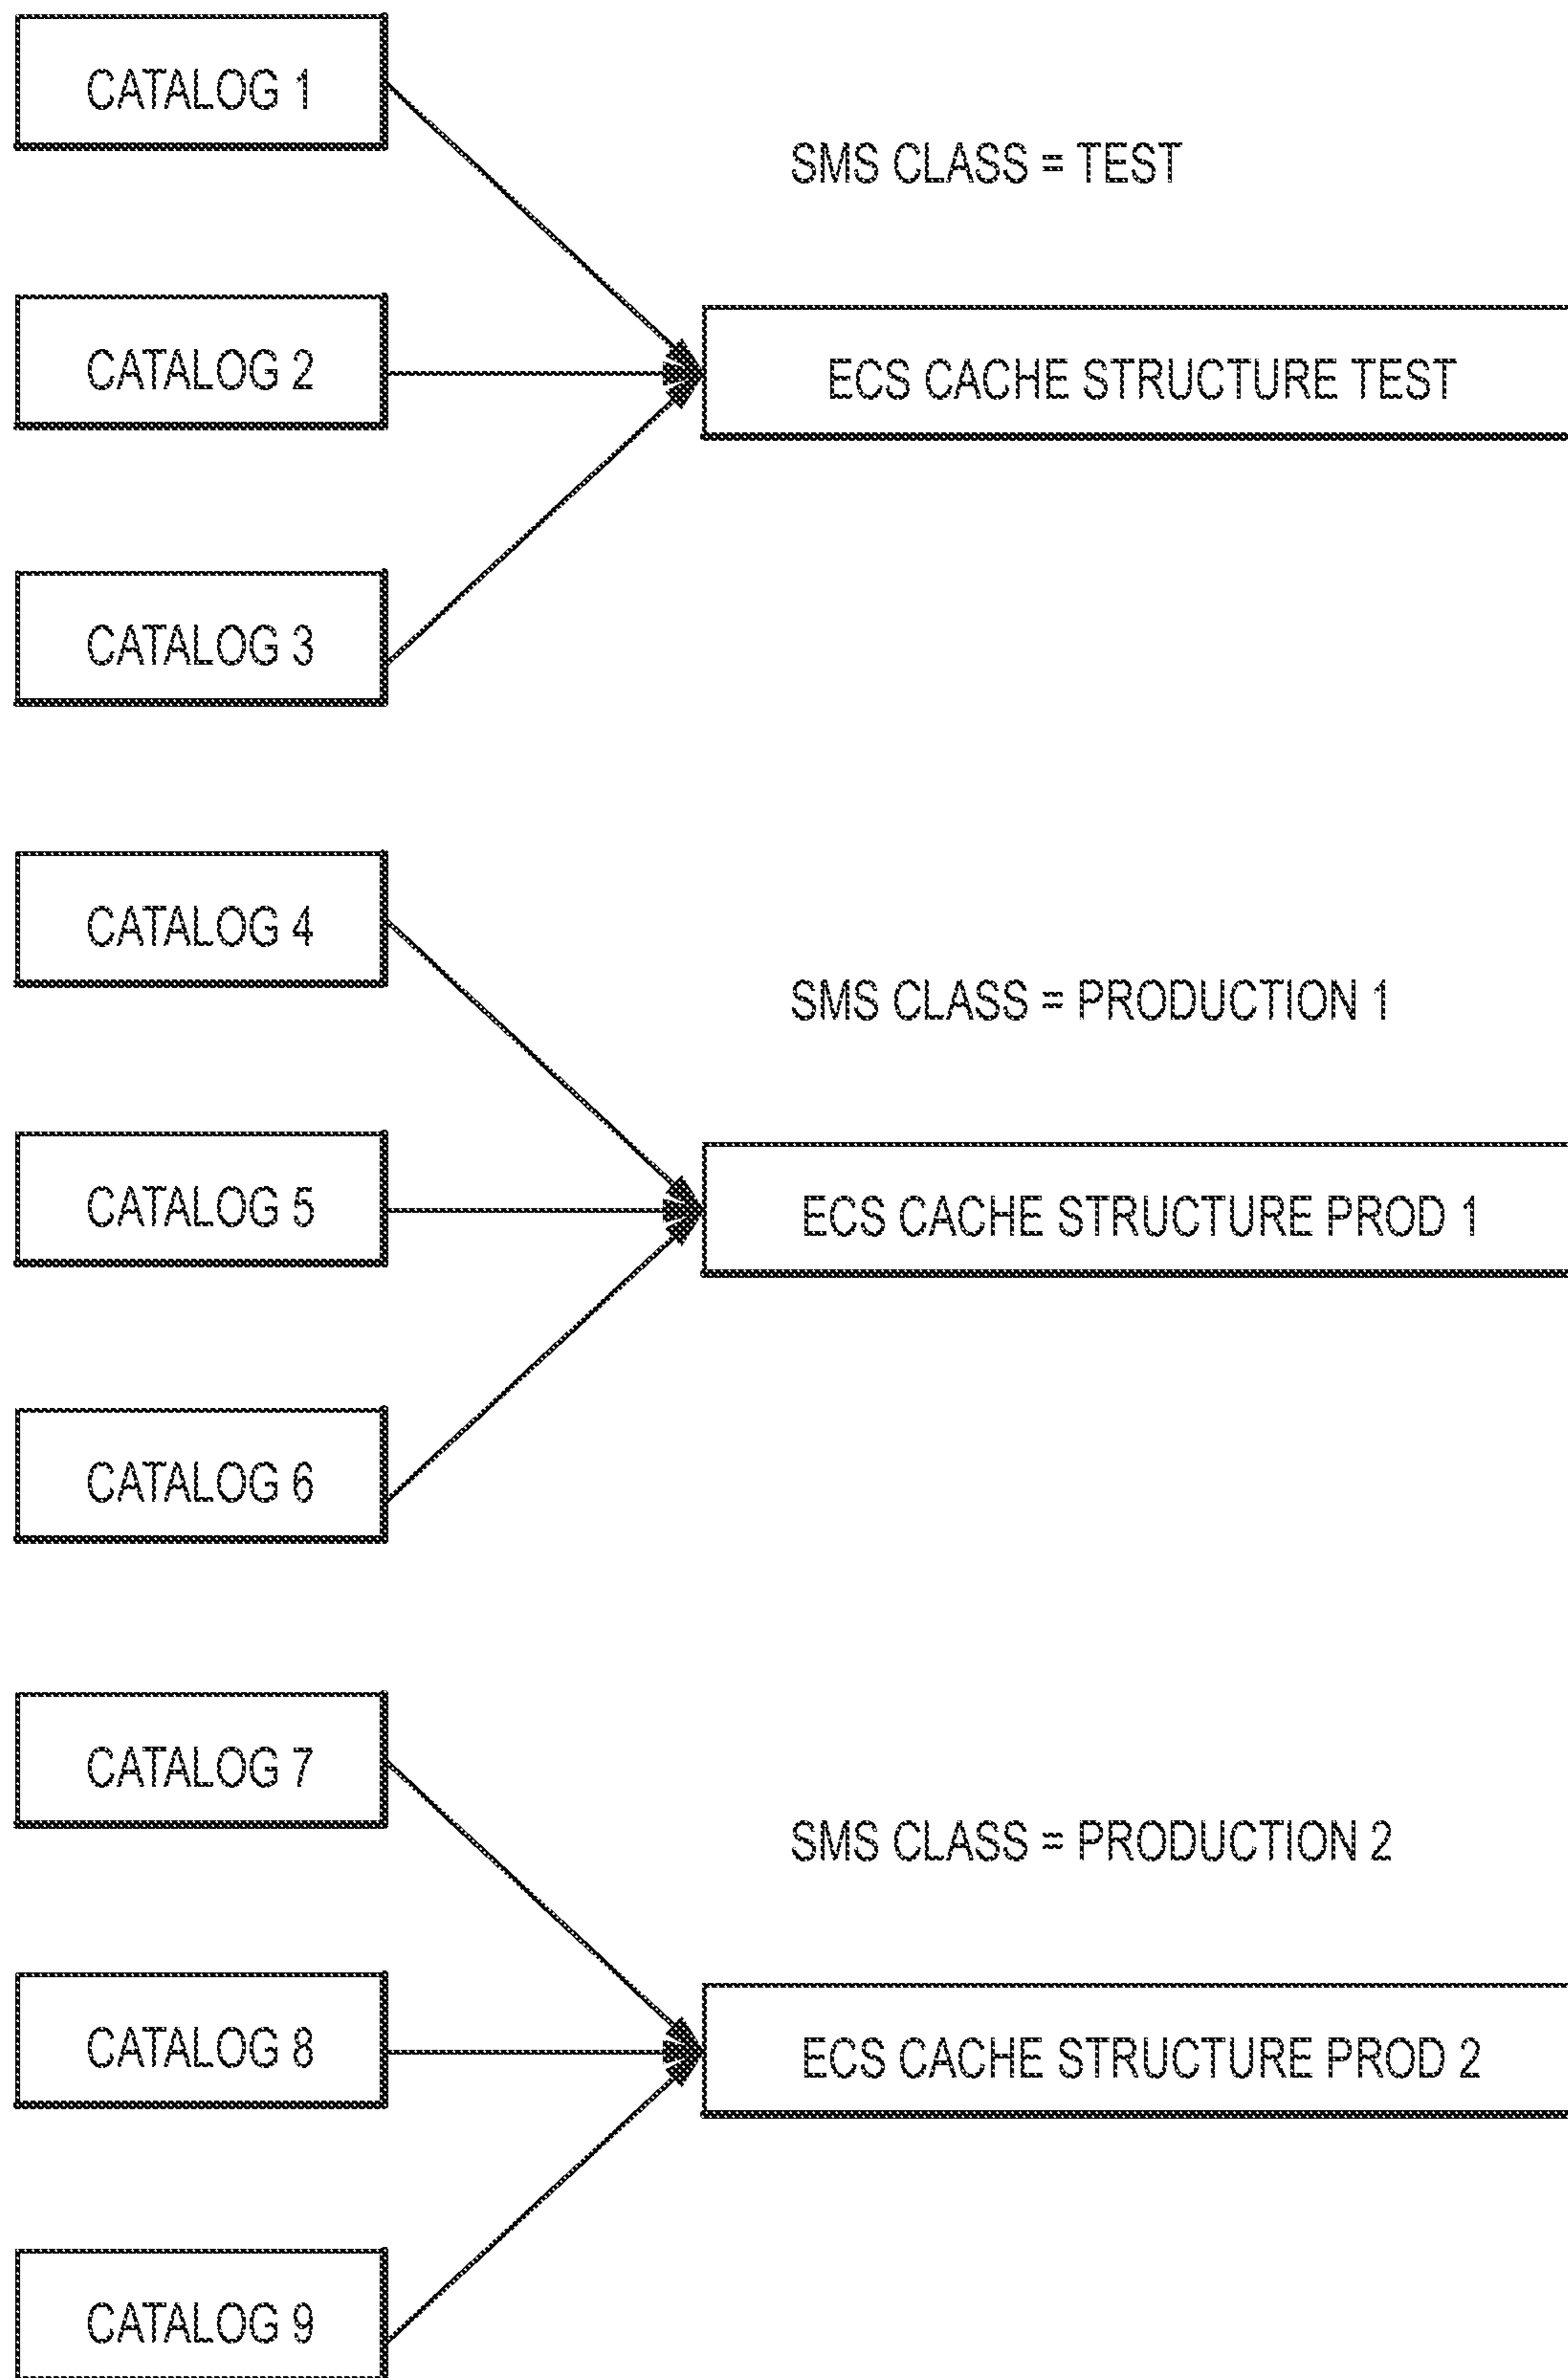 CATALOG 1
SMS CLASS = TEST
CATALOG 2
ECS CACHE STRUCTURE TEST
CATALOG 3
CATALOG 4
SMS CLASS = PRODUCTION 1
CATALOG 5
ECS CACHE STRUCTURE PROD 1
CATALOG 6
CATALOG 7
SMS CLASS = PRODUCTION 2
CATALOG 8
ECS CACHE STRUCTURE PROD 2
CATALOG 9